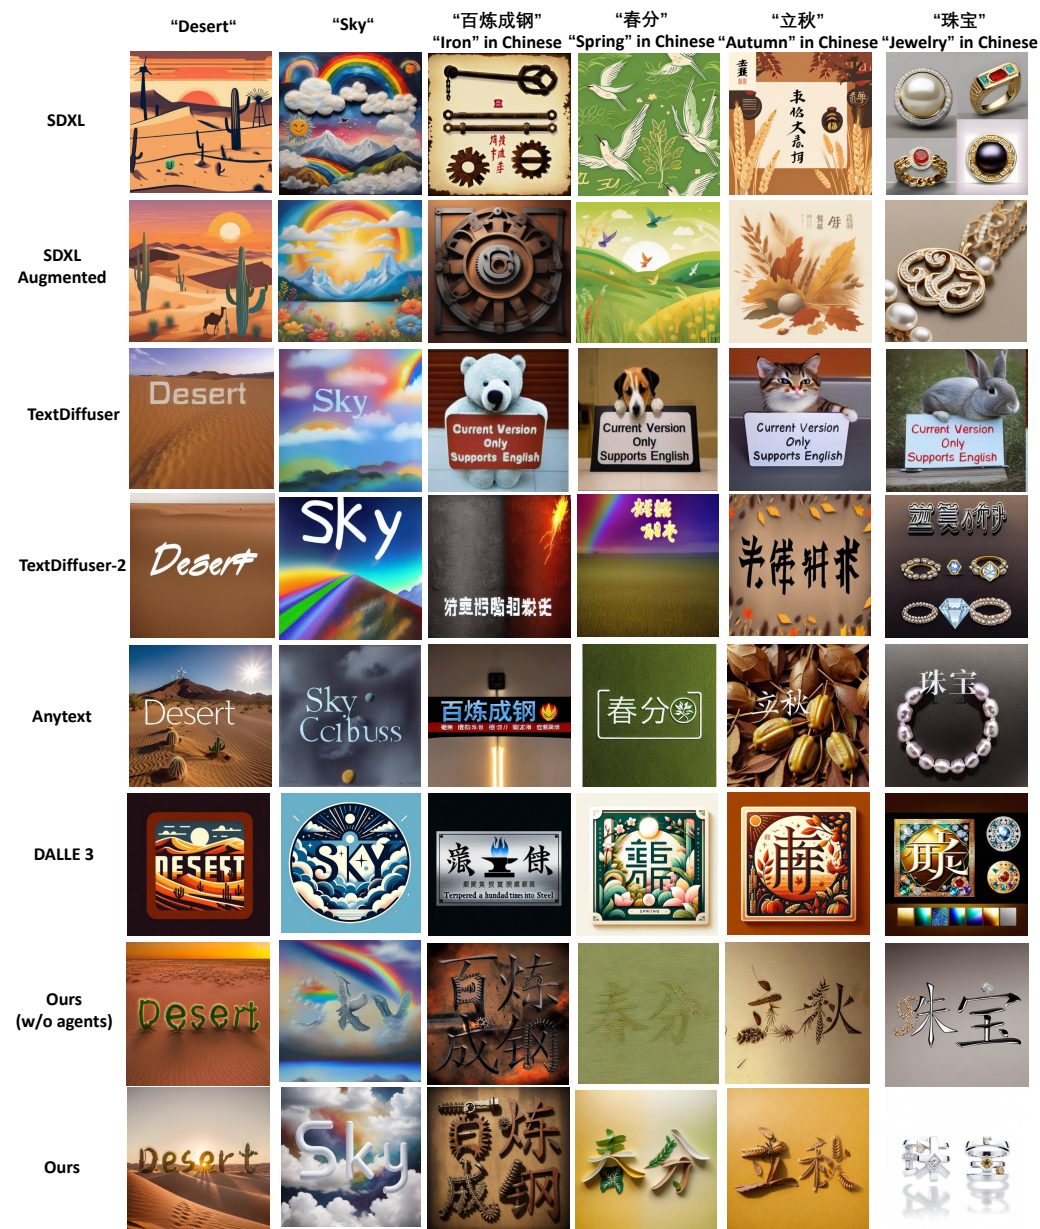 “Desert“
“Sky“
“百炼成钢”
“Iron” in Chinese
“春分”
“Spring” in Chinese
“立秋”
“Autumn” in Chinese
“珠宝”
“Jewelry” in Chinese
SDXL
SDXL
Augmented
TextDiffuser
Desert
Sky
Current Version
Only
Supports English
Current Version
Only
Supports English
Current Version
Only
Supports English
Current Version
Only
Supports English
TextDiffuser-2
Desert
Sky
Anytext
Desert
Sky
Ccibuss
百炼成钢
春分
立秋
珠宝
DALLE 3
DESERT
SKY
Tempered a hundad tires into Steel
SPRING
Ours
(w/o agents)
Desert
Sky
百炼
成钢
春分
立秋
珠宝
Ours
Desert
Sky
百炼
成钢
春分
立秋
珠宝